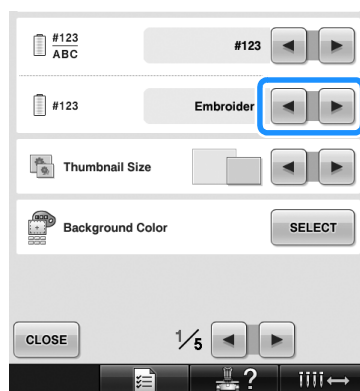 #123
ABC
#123
#123
Embroider
Thumbnail Size
Background Color
SELECT
CLOSE
1/5
?